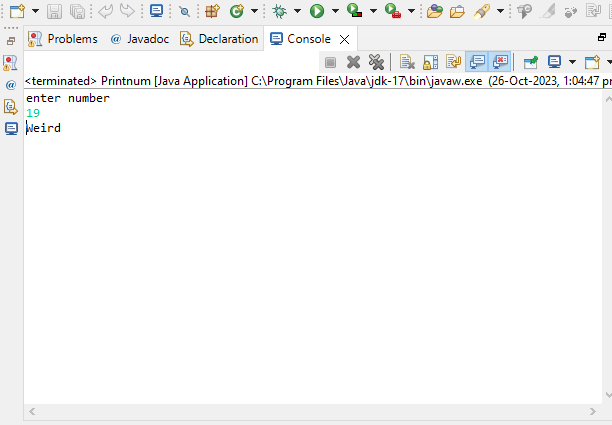 Problems @ Javadoc Declaration Console
<terminated> Printnum [Java Application] C:\Program Files\Java\jdk-17\bin\javaw.exe (26-Oct-2023, 1:04:47 pm
enter number
19
Weird